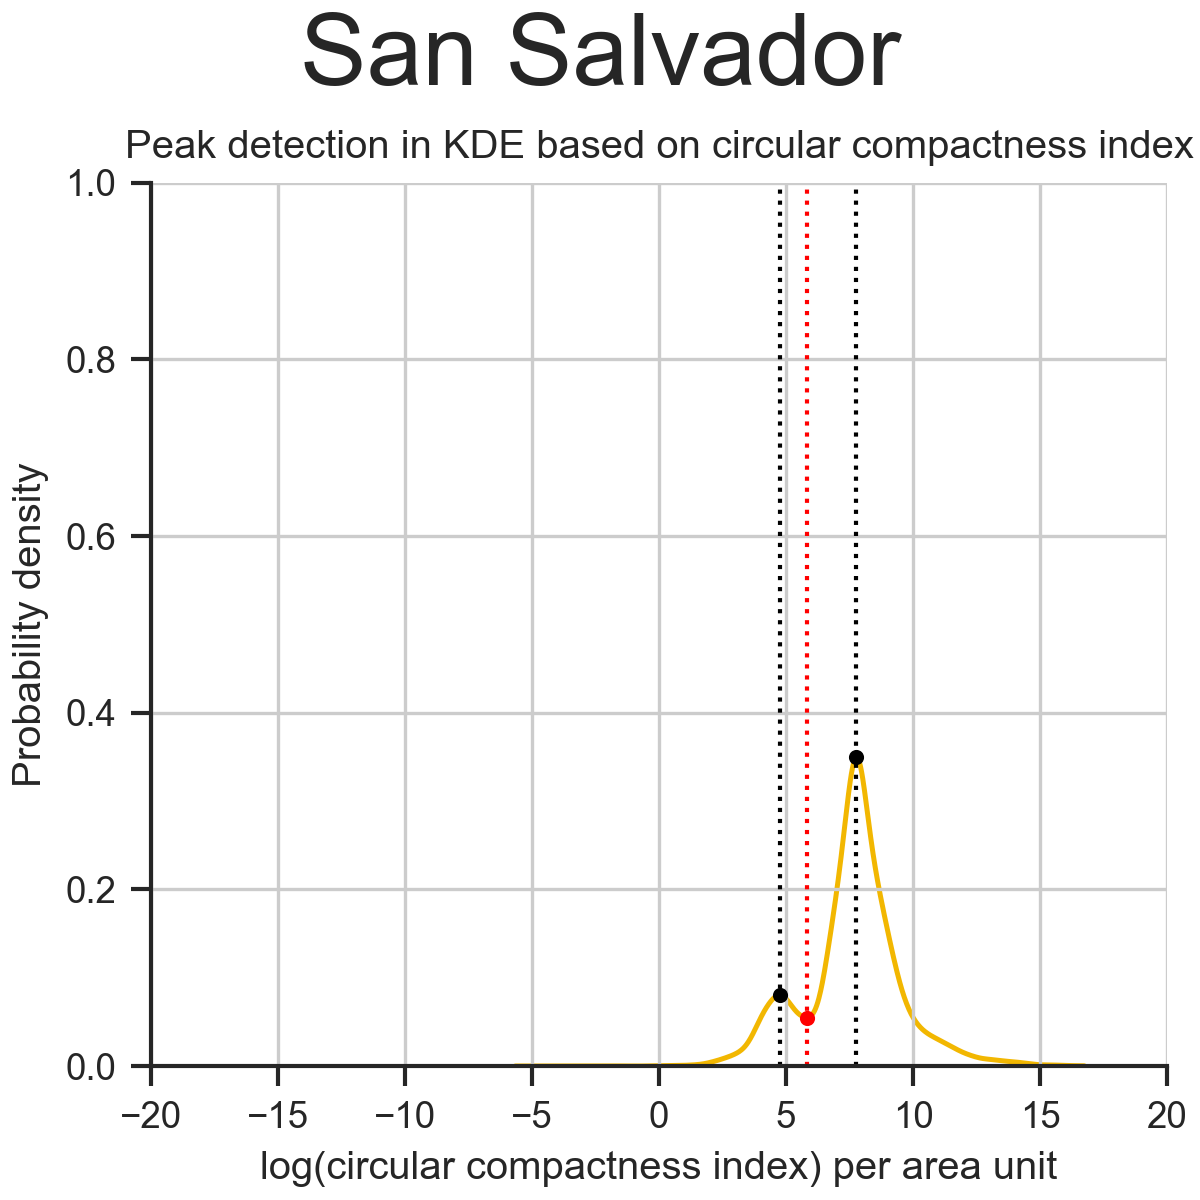 San Salvador
Peak detection in KDE based on circular compactness index
1.0
0.8
0.6
0.4
0.2
0.0
Probability density
−20 −15 −10 −5 0 5 10 15 20
log(circular compactness index) per area unit